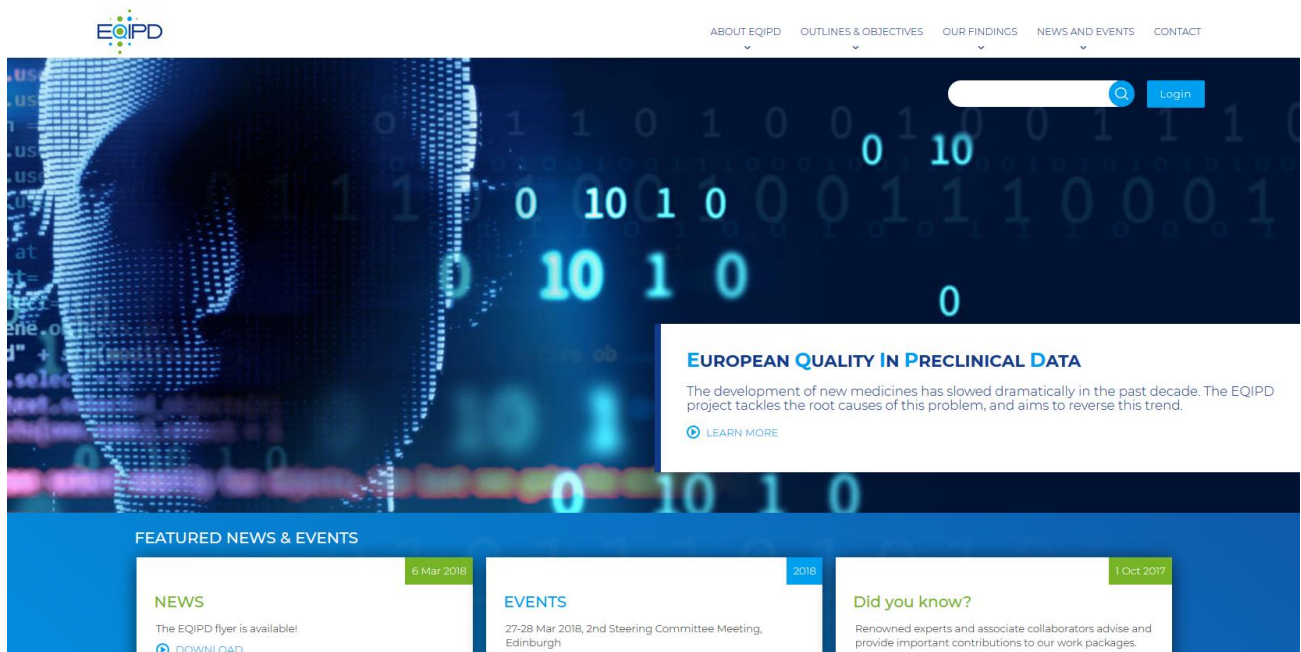 EQIPD
ABOUT EQIPD OUTLINES & OBJECTIVES OUR FINDINGS NEWS AND EVENTS CONTACT
Login
0 10
0 10 1 0
0 10 1 0
0
EUROPEAN QUALITY IN PRECLINICAL DATA
The development of new medicines has slowed dramatically in the past decade. The EQIPD
project tackles the root causes of this problem, and aims to reverse this trend.
LEARN MORE
0 10 1 0
FEATURED NEWS & EVENTS
6 Mar 2018
NEWS
The EQIPD flyer is available!
DOWNLOAD
2018
EVENTS
27-28 Mar 2018, 2nd Steering Committee Meeting,
Edinburgh
1 Oct 2017
Did you know?
Renowned experts and associate collaborators advise and
provide important contributions to our work packages.